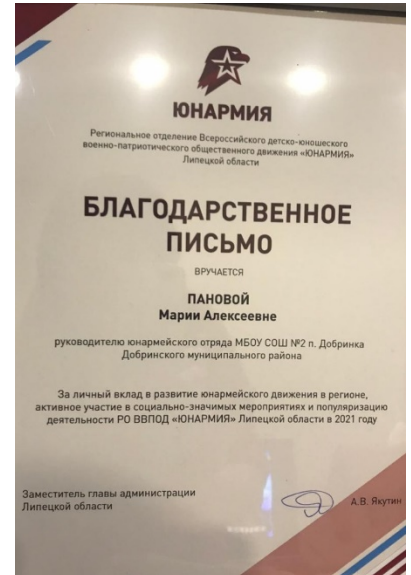 ЮНАРМИЯ
Региональное отделение Всероссийского детско-юношеского
военно-патриотического общественного движения «ЮНАРМИЯ»
Липецкой области
БЛАГОДАРСТВЕННОЕ
ПИСЬМО
ВРУЧАЕТСЯ
ПАНОВОЙ
Марии Алексеевне
руководителю юнармейского отряда МБОУ СОШ №2 п. Добринка
Добринского муниципального района
За личный вклад в развитие юнармейского движения в регионе,
активное участие в социально-значимых мероприятиях и популяризацию
деятельности РО ВВПОД «ЮНАРМИЯ» Липецкой области в 2021 году
Заместитель главы администрации
Липецкой области
А.В. Якутин